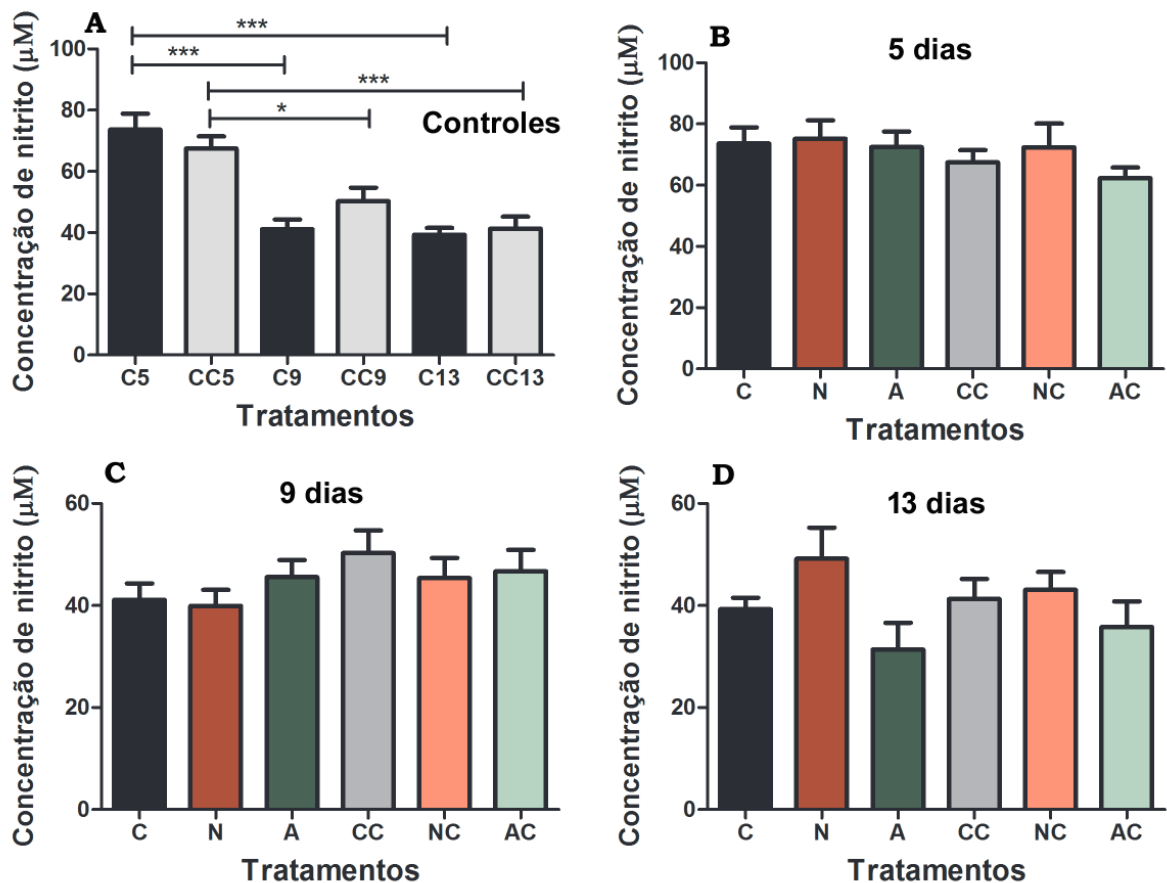 A
***
***
***
*
Controles
Concentração de nitrito (µM)
100
80
60
40
20
0
C5 CC5 C9 CC9 C13 CC13
Tratamentos
B
5 dias
Concentração de nitrito (µM)
100
80
60
40
20
0
C N A CC NC AC
Tratamentos
C
9 dias
Concentração de nitrito (µM)
60
40
20
0
C N A CC NC AC
Tratamentos
D
13 dias
Concentração de nitrito (µM)
60
40
20
0
C N A CC NC AC
Tratamentos